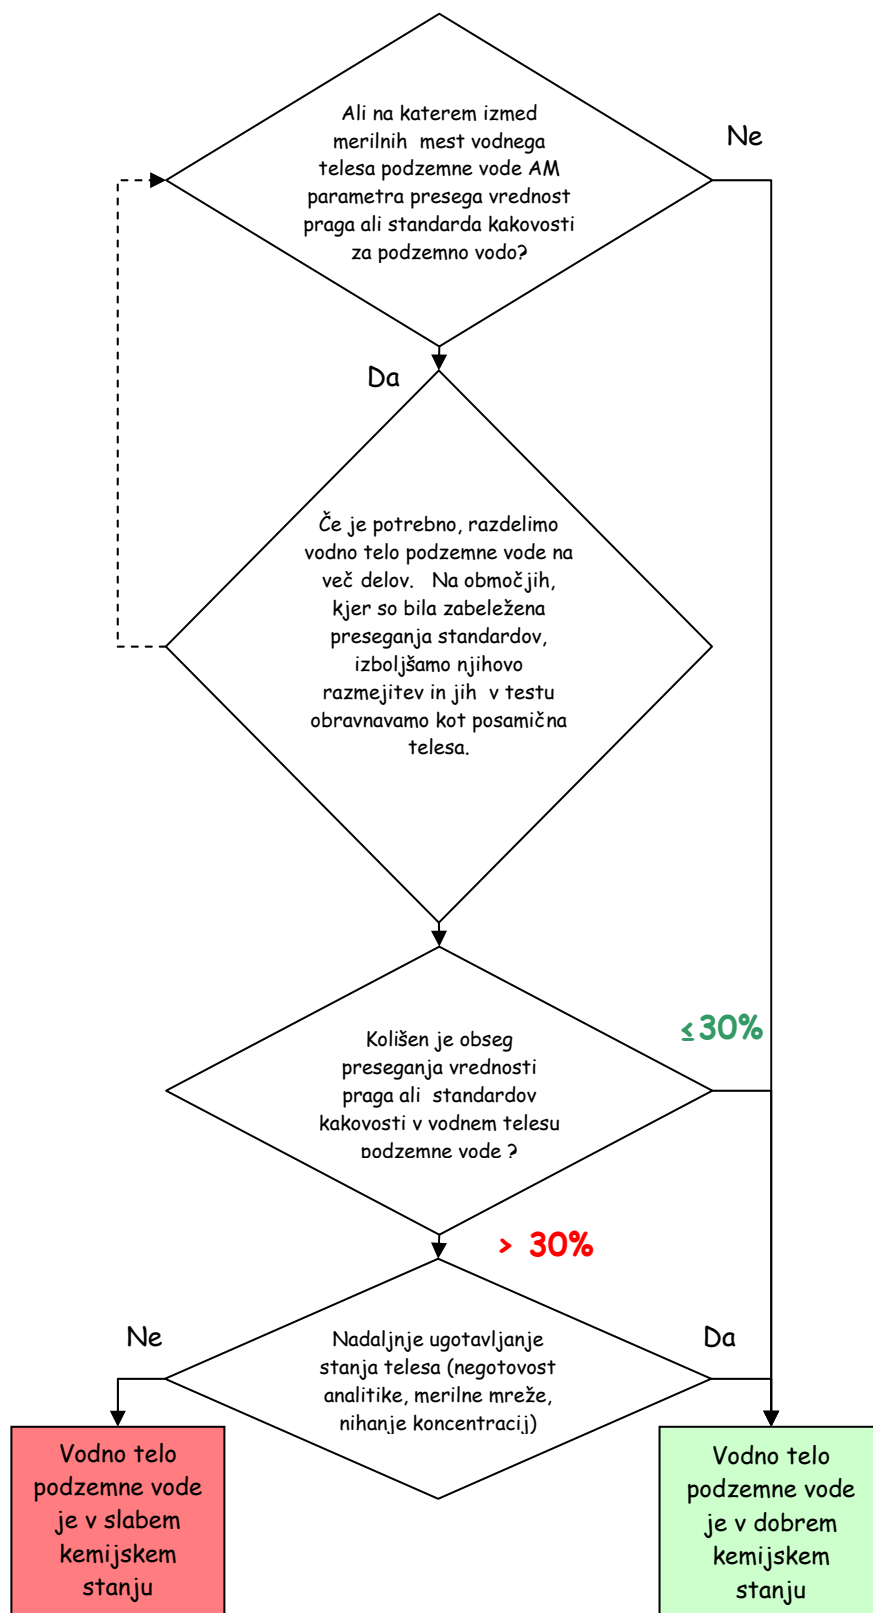 Ali na katerem izmed
merilnih mest vodnega
telesa podzemne vode AM
parametra presega vrednost
praga ali standarda kakovosti
za podzemno vodo?
Ne
Da
Če je potrebno, razdelimo
vodno telo podzemne vode na
več delov. Na območjih,
kjer so bila zabeležena
preseganja standardov,
izboljšamo njihovo
razmejitev in jih v testu
obravnavamo kot posamična
telesa.
≤30%
Kolišen je obseg
preseganja vrednosti
praga ali standardov
kakovosti v vodnem telesu
podzemne vode ?
> 30%
Ne
Nadaljnje ugotavljanje
stanja telesa (negotovost
analitike, merilne mreže,
nihanje koncentracij)
Da
Vodno telo
podzemne vode
je v slabem
kemijskem
stanju
Vodno telo
podzemne vode
je v dobrem
kemijskem
stanju